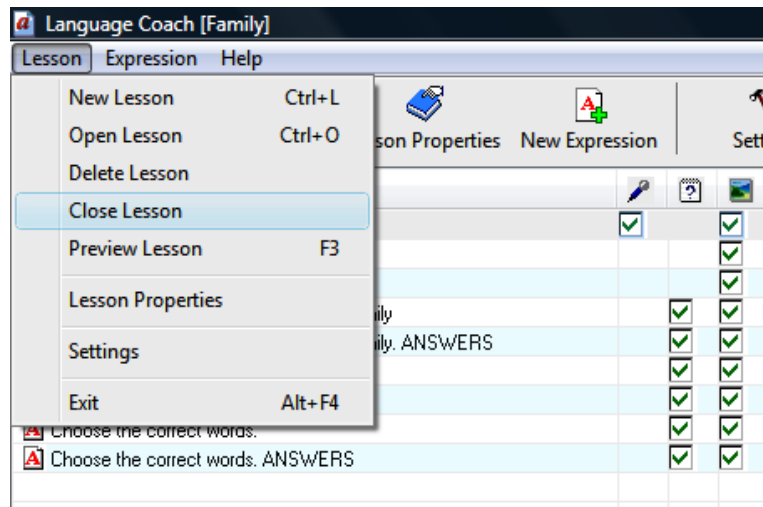 Language Coach [Family]
Lesson Expression Help
New Lesson Ctrl+L
Open Lesson Ctrl+O
Delete Lesson
Close Lesson
Preview Lesson F3
Lesson Properties
Settings
Exit Alt+F4
son Properties New Expression Sett
ily
ily. ANSWERS
Choose the correct words.
Choose the correct words. ANSWERS